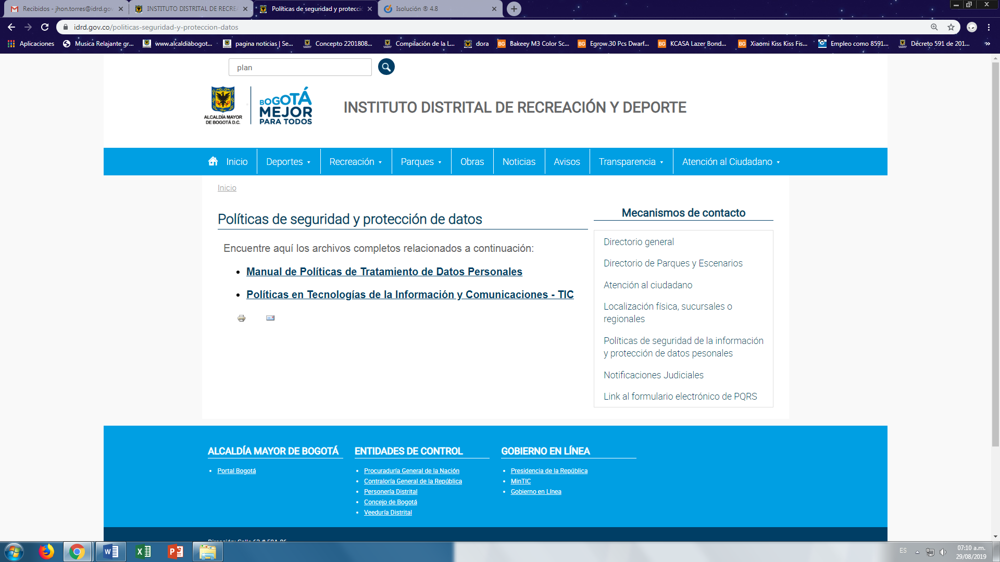 Recibidos - jhon.torres@idrd.gov
INSTITUTO DISTRITAL DE RECREA
Políticas de seguridad y protecció
Isolución ® 4.8
idrd.gov.co/politicas-seguridad-y-proteccion-datos
Aplicaciones
Musica Relajante gr...
www.alcaldiabogot...
pagina noticias | Se...
Concepto 2201808...
Compilación de la L...
dora
BG Bakeey M3 Color Sc...
BG Egrow 30 Pcs Dwarf...
BG KCASA Lazer Bond...
BG Xiaomi Kiss Kiss Fis...
Empleo como 8591...
Decreto 591 de 201...
»
plan
ALCALDÍA MAYOR
DE BOGOTÁ D.C.
BOGOTÁ
MEJOR
PARA TODOS
INSTITUTO DISTRITAL DE RECREACIÓN Y DEPORTE
Inicio
Deportes
Recreación
Parques
Obras
Noticias
Avisos
Transparencia
Atención al Ciudadano
Inicio
Políticas de seguridad y protección de datos
Encuentre aquí los archivos completos relacionados a continuación:
• Manual de Políticas de Tratamiento de Datos Personales
• Políticas en Tecnologías de la Información y Comunicaciones - TIC
Mecanismos de contacto
Directorio general
Directorio de Parques y Escenarios
Atención al ciudadano
Localización física, sucursales o
regionales
Políticas de seguridad de la información
y protección de datos pesonales
Notificaciones Judiciales
Link al formulario electrónico de PQRS
ALCALDÍA MAYOR DE BOGOTÁ
• Portal Bogotá
ENTIDADES DE CONTROL
• Procuraduría General de la Nación
• Contraloría General de la República
• Personería Distrital
• Concejo de Bogotá
• Veeduría Distrital
GOBIERNO EN LÍNEA
• Presidencia de la República
• MinTIC
• Gobierno en Línea
ES
07:10 a.m.
29/08/2019